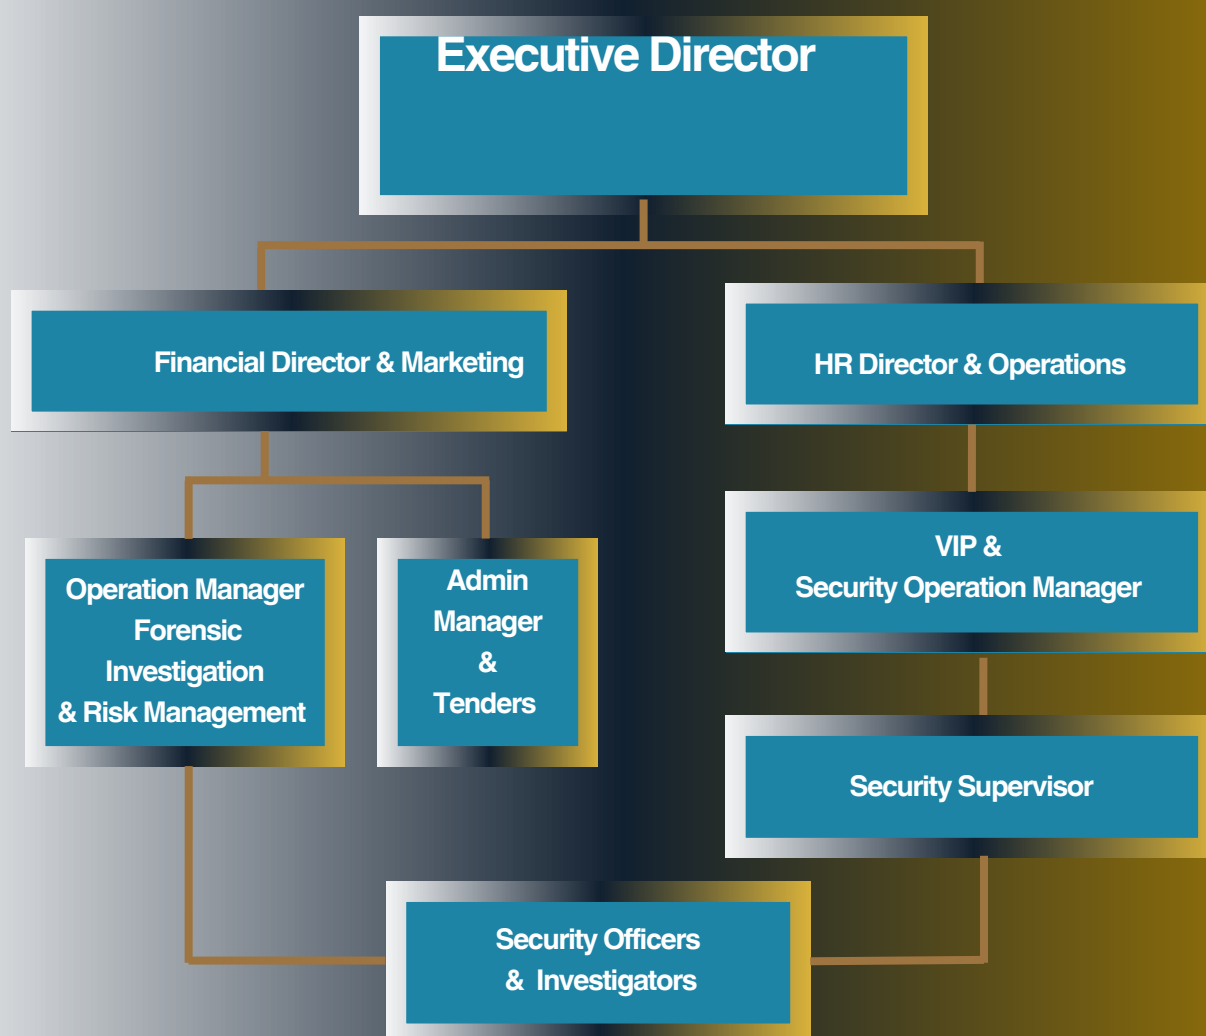 Executive Director
Financial Director & Marketing
HR Director & Operations
Operation Manager
Forensic
Investigation
& Risk Management
Admin
Manager
&
Tenders
VIP &
Security Operation Manager
Security Supervisor
Security Officers
& Investigators